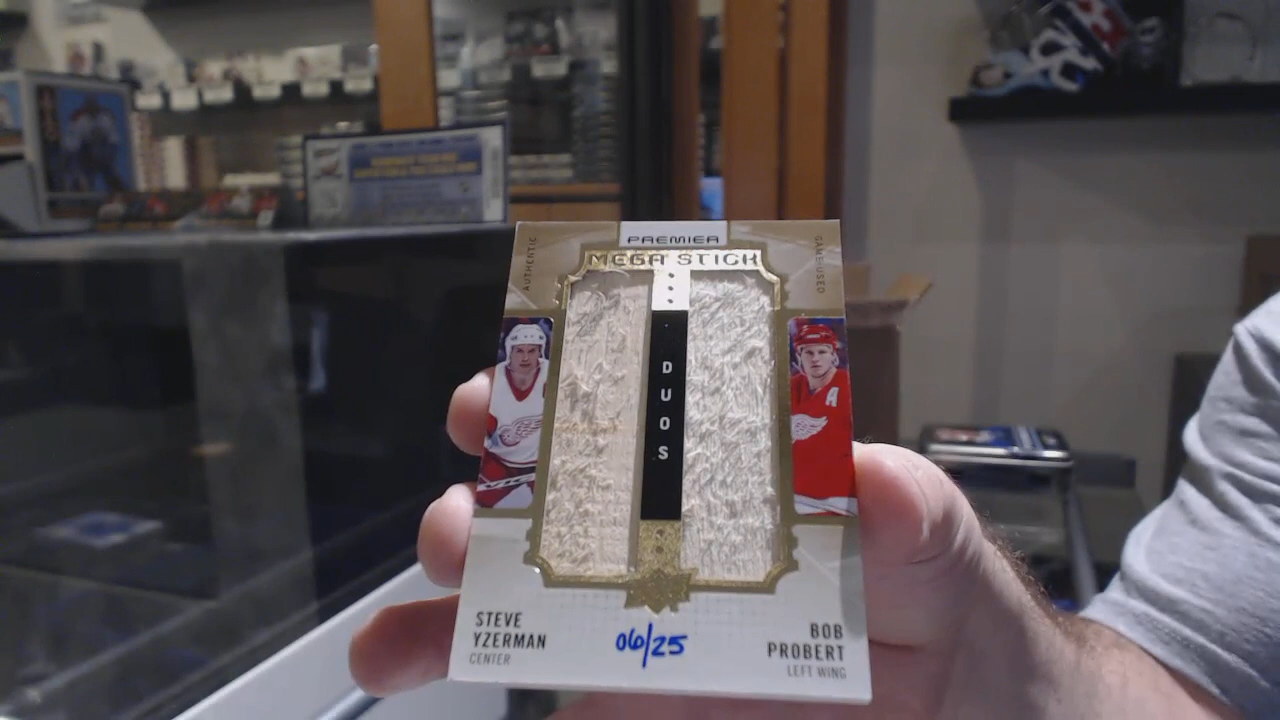 PREMIER
MEGA STICK
AUTHENTIC
GAME-USED
DUOS
A
STEVE
YZERMAN
CENTER
06/25
BOB
PROBERT
LEFT WING